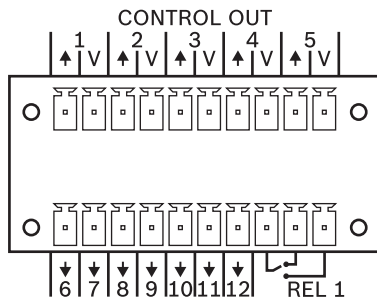 CONTROL OUT
1 2 3 4 5
V V V V V
6 7 8 9 10 11 12 REL 1